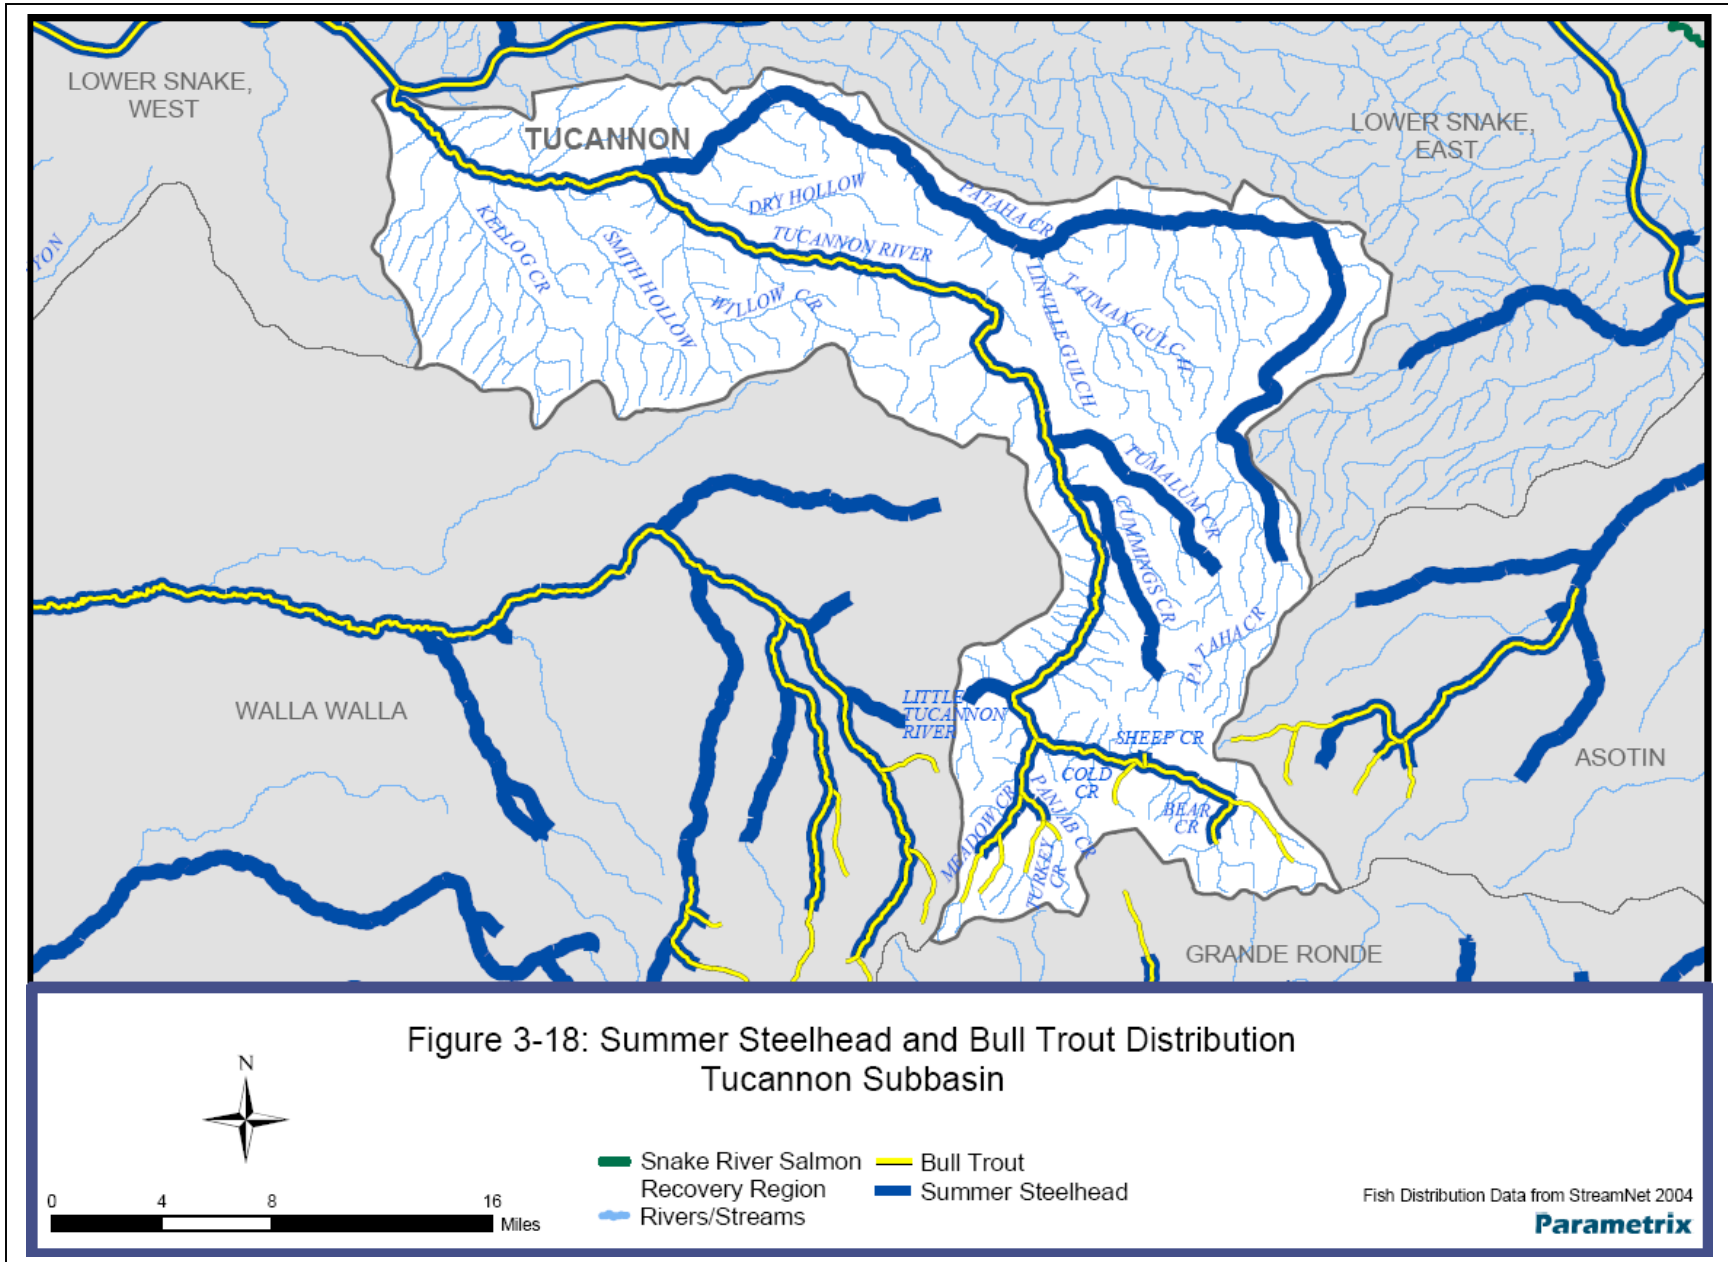 LOWER SNAKE,
WEST
TUCANNON
LOWER SNAKE,
EAST
YON
KELLOG CR
SMITH HOLLOW
DRY HOLLOW
TUCANNON RIVER
WILLOW CR
PATAHA CR
LINVILLE GULCH
TATMAN GULCH
TUMALUM CR
CUMMINGS CR
PATAHA CR
WALLA WALLA
LITTLE
TUCANNON
RIVER
SHEEP CR
COLD
CR
BEAR
CR
PANJAB CR
MEADOW CR
TURKEY
CR
ASOTIN
GRANDE RONDE
Figure 3-18: Summer Steelhead and Bull Trout Distribution
Tucannon Subbasin
N
0 4 8 16
Miles
Snake River Salmon
Recovery Region
Rivers/Streams
Bull Trout
Summer Steelhead
Fish Distribution Data from StreamNet 2004
Parametrix